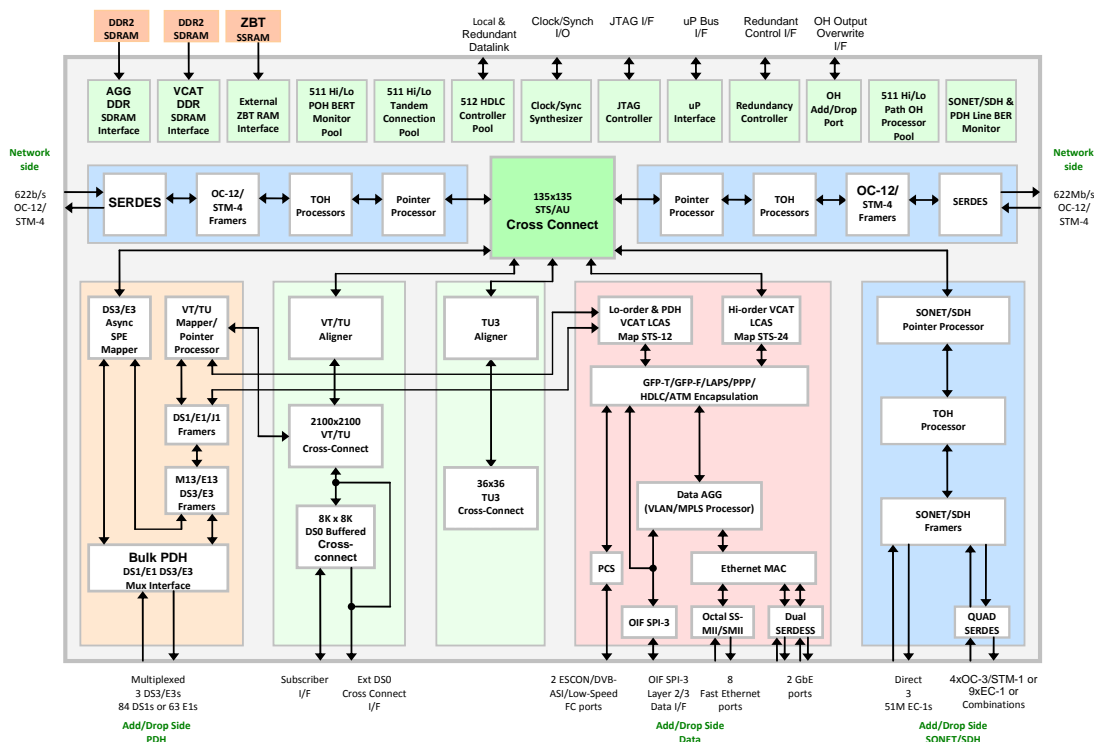 DDR2
SDRAM
DDR2
SDRAM
ZBT
SSRAM
Local &
Redundant
Datalink
Clock/Synch
I/O
JTAG I/F
uP Bus
I/F
Redundant
Control I/F
OH Output
Overwrite
I/F
AGG
DDR
SDRAM
Interface
VCAT
DDR
SDRAM
Interface
External
ZBT RAM
Interface
511 Hi/Lo
POH BERT
Monitor
Pool
511 Hi/Lo
Tandem
Connection
Pool
512 HDLC
Controller
Pool
Clock/Sync
Synthesizer
JTAG
Controller
uP
Interface
Redundancy
Controller
OH
Add/Drop
Port
511 Hi/Lo
Path OH
Processor
Pool
SONET/SDH &
PDH Line BER
Monitor
Network
side
622b/s
OC-12/
STM-4
SERDES
OC-12/
STM-4
Framers
TOH
Processors
Pointer
Processor
135x135
STS/AU
Cross Connect
Pointer
Processor
TOH
Processors
OC-12/
STM-4
Framers
SERDES
Network
side
622Mb/s
OC-12/
STM-4
DS3/E3
Async
SPE
Mapper
VT/TU
Mapper/
Pointer
Processor
DS1/E1/J1
Framers
M13/E13
DS3/E3
Framers
Bulk PDH
DS1/E1 DS3/E3
Mux Interface
VT/TU
Aligner
2100x2100
VT/TU
Cross-Connect
8K x 8K
DS0 Buffered
Cross-
connect
TU3
Aligner
36x36
TU3
Cross-Connect
Lo-order & PDH
VCAT LCAS
Map STS-12
Hi-order VCAT
LCAS
Map STS-24
GFP-T/GFP-F/LAPS/PPP/
HDLC/ATM Encapsulation
Data AGG
(VLAN/MPLS Processor)
PCS
Ethernet MAC
OIF SPI-3
Octal SS-
MII/SMII
Dual
SERDESS
SONET/SDH
Pointer Processor
TOH
Processor
SONET/SDH
Framers
QUAD
SERDES
Multiplexed
3 DS3/E3s
84 DS1s or 63 E1s
Add/Drop Side
PDH
Subscriber
I/F
Ext DS0
Cross Connect
I/F
2 ESCON/DVB-
ASI/Low-Speed
FC ports
OIF SPI-3
Layer 2/3
Data I/F
8
Fast Ethernet
ports
2 GbE
ports
Add/Drop Side
Data
Direct
3
51M EC-1s
4xOC-3/STM-1 or
9xEC-1 or
Combinations
Add/Drop Side
SONET/SDH